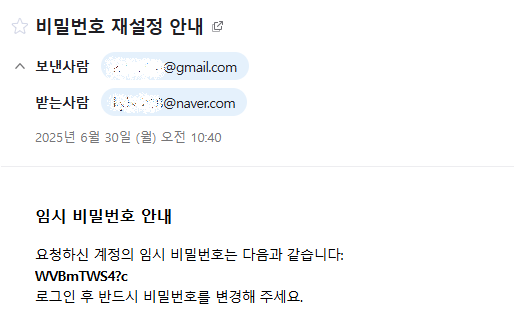 비밀번호 재설정 안내
보낸사람 @gmail.com
받는사람 @naver.com
2025년 6월 30일 (월) 오전 10:40
임시 비밀번호 안내
요청하신 계정의 임시 비밀번호는 다음과 같습니다:
WVBmTWS4?c
로그인 후 반드시 비밀번호를 변경해 주세요.